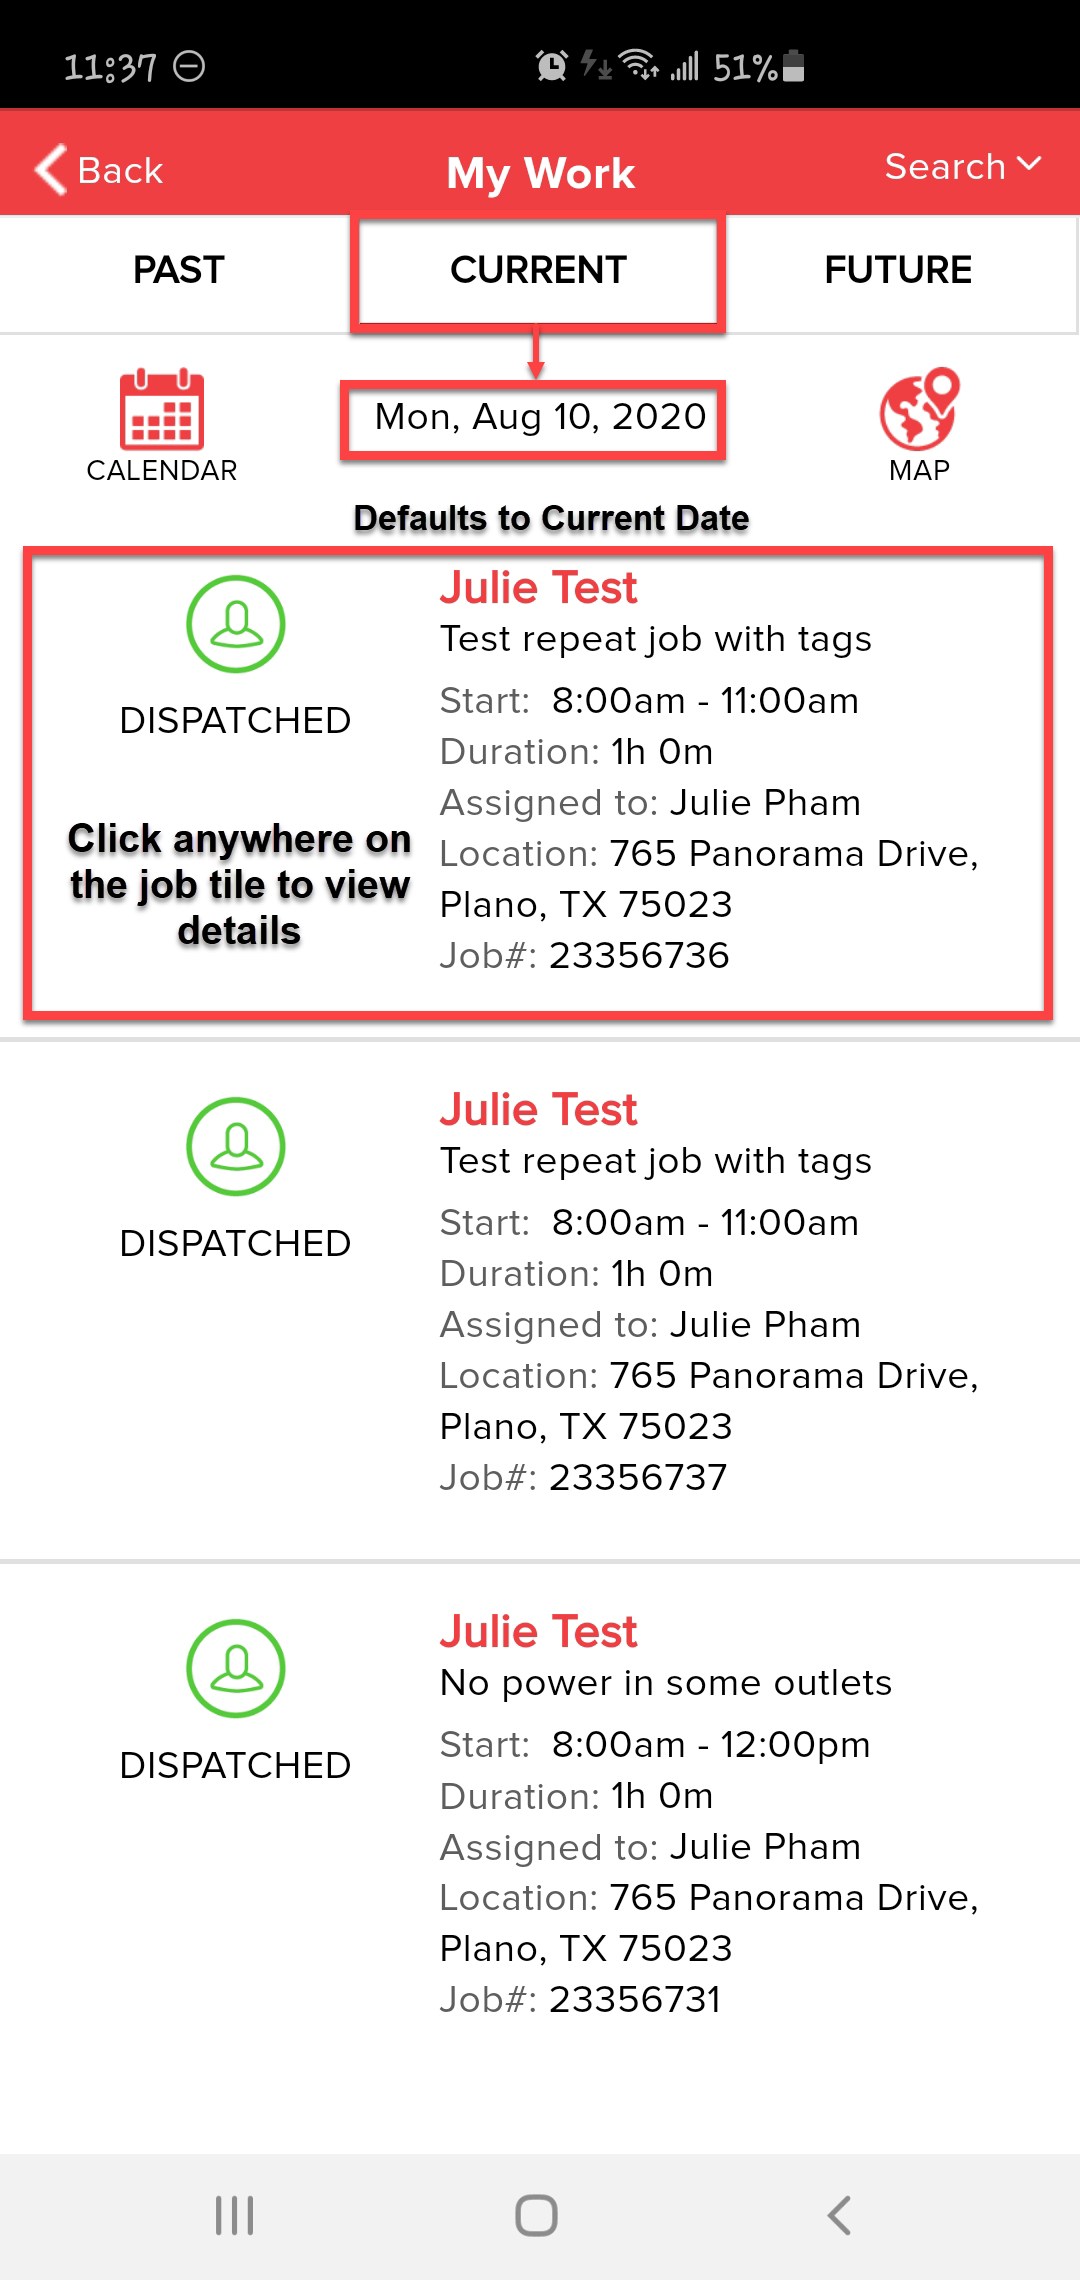 11:37 51%
Back My Work Search
PAST CURRENT FUTURE
Mon, Aug 10, 2020
CALENDAR MAP
Defaults to Current Date
Julie Test
Test repeat job with tags
Start: 8:00am - 11:00am
DISPATCHED
Duration: 1h 0m
Assigned to: Julie Pham
Click anywhere on
the job tile to view
details
Location: 765 Panorama Drive,
Plano, TX 75023
Job#: 23356736
Julie Test
Test repeat job with tags
Start: 8:00am - 11:00am
DISPATCHED
Duration: 1h 0m
Assigned to: Julie Pham
Location: 765 Panorama Drive,
Plano, TX 75023
Job#: 23356737
Julie Test
No power in some outlets
Start: 8:00am - 12:00pm
DISPATCHED
Duration: 1h 0m
Assigned to: Julie Pham
Location: 765 Panorama Drive,
Plano, TX 75023
Job#: 23356731